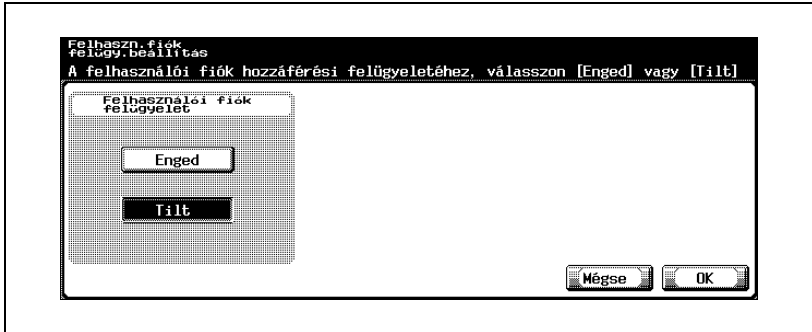 Felhaszn.fiók
felügy.beállítás
A felhasználói fiók hozzáférési felügyeletéhez, válasszon [Enged] vagy [Tilt]
Felhasználói fiók
felügyelet
Enged
Tilt
Mégse
OK